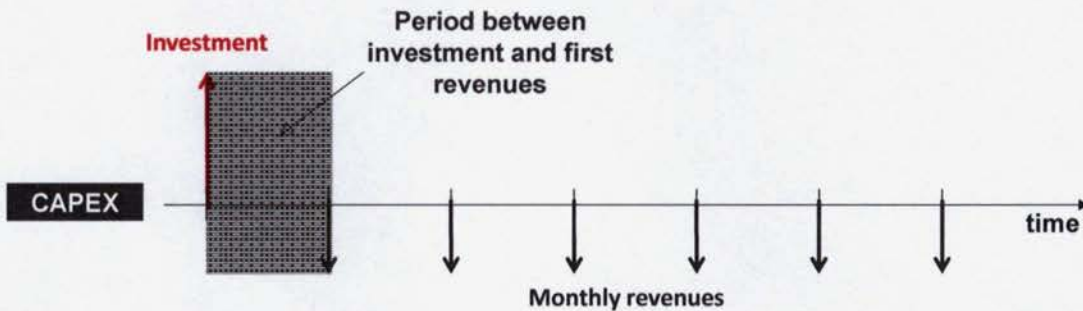 Investment
Period between
investment and first
revenues
CAPEX
time
Monthly revenues